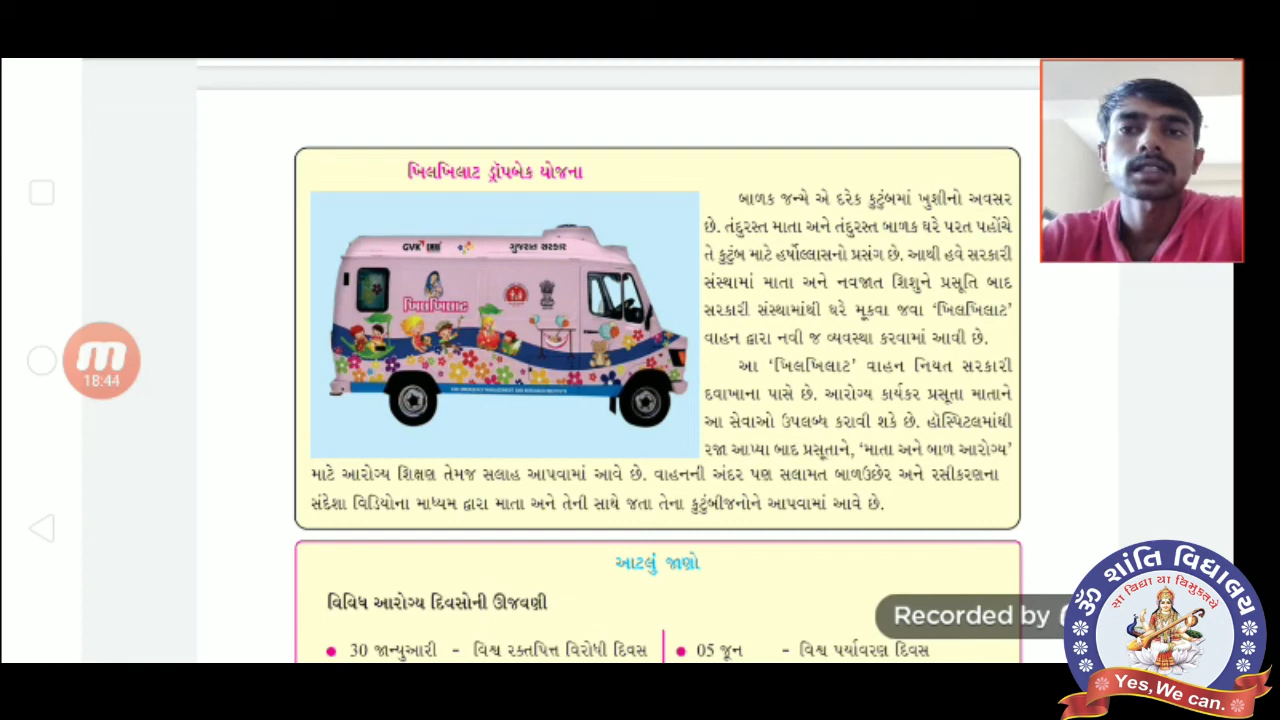 ખિલખિલાટ ડ્રૉપબેક યોજના
GVK EMRI
ગુજરાત સરકાર
ખિલખિલાટ
બાળક જન્મે એ દરેક કુટુંબમાં ખુશીનો અવસર
છે. તંદુરસ્ત માતા અને તંદુરસ્ત બાળક ઘરે પરત પહોંચે
તે કુટુંબ માટે હર્ષોલ્લાસનો પ્રસંગ છે. આથી હવે સરકારી
સંસ્થામાં માતા અને નવજાત શિશુને પ્રસૂતિ બાદ
સરકારી સંસ્થામાંથી ઘરે મૂકવા જવા ‘ખિલખિલાટ’
વાહન દ્વારા નવી જ વ્યવસ્થા કરવામાં આવી છે.
આ ‘ખિલખિલાટ’ વાહન નિયત સરકારી
દવાખાના પાસે છે. આરોગ્ય કાર્યકર પ્રસૂતા માતાને
આ સેવાઓ ઉપલબ્ધ કરાવી શકે છે. હૉસ્પિટલમાંથી
રજા આપ્યા બાદ પ્રસૂતાને, ‘માતા અને બાળ આરોગ્ય’
માટે આરોગ્ય શિક્ષણ તેમજ સલાહ આપવામાં આવે છે. વાહનની અંદર પણ સલામત બાળઉછેર અને રસીકરણના
સંદેશા વિડિયોના માધ્યમ દ્વારા માતા અને તેની સાથે જતા તેના કુટુંબીજનોને આપવામાં આવે છે.
આટલું જાણો
વિવિધ આરોગ્ય દિવસોની ઊજવણી
● 30 જાન્યુઆરી - વિશ્વ રક્તપિત્ત વિરોધી દિવસ
● 05 જૂન - વિશ્વ પર્યાવરણ દિવસ
18:44
Recorded by
ૐ શાંતિ વિદ્યાલય
સા વિદ્યા યા વિમુક્તયે
Yes, We can.